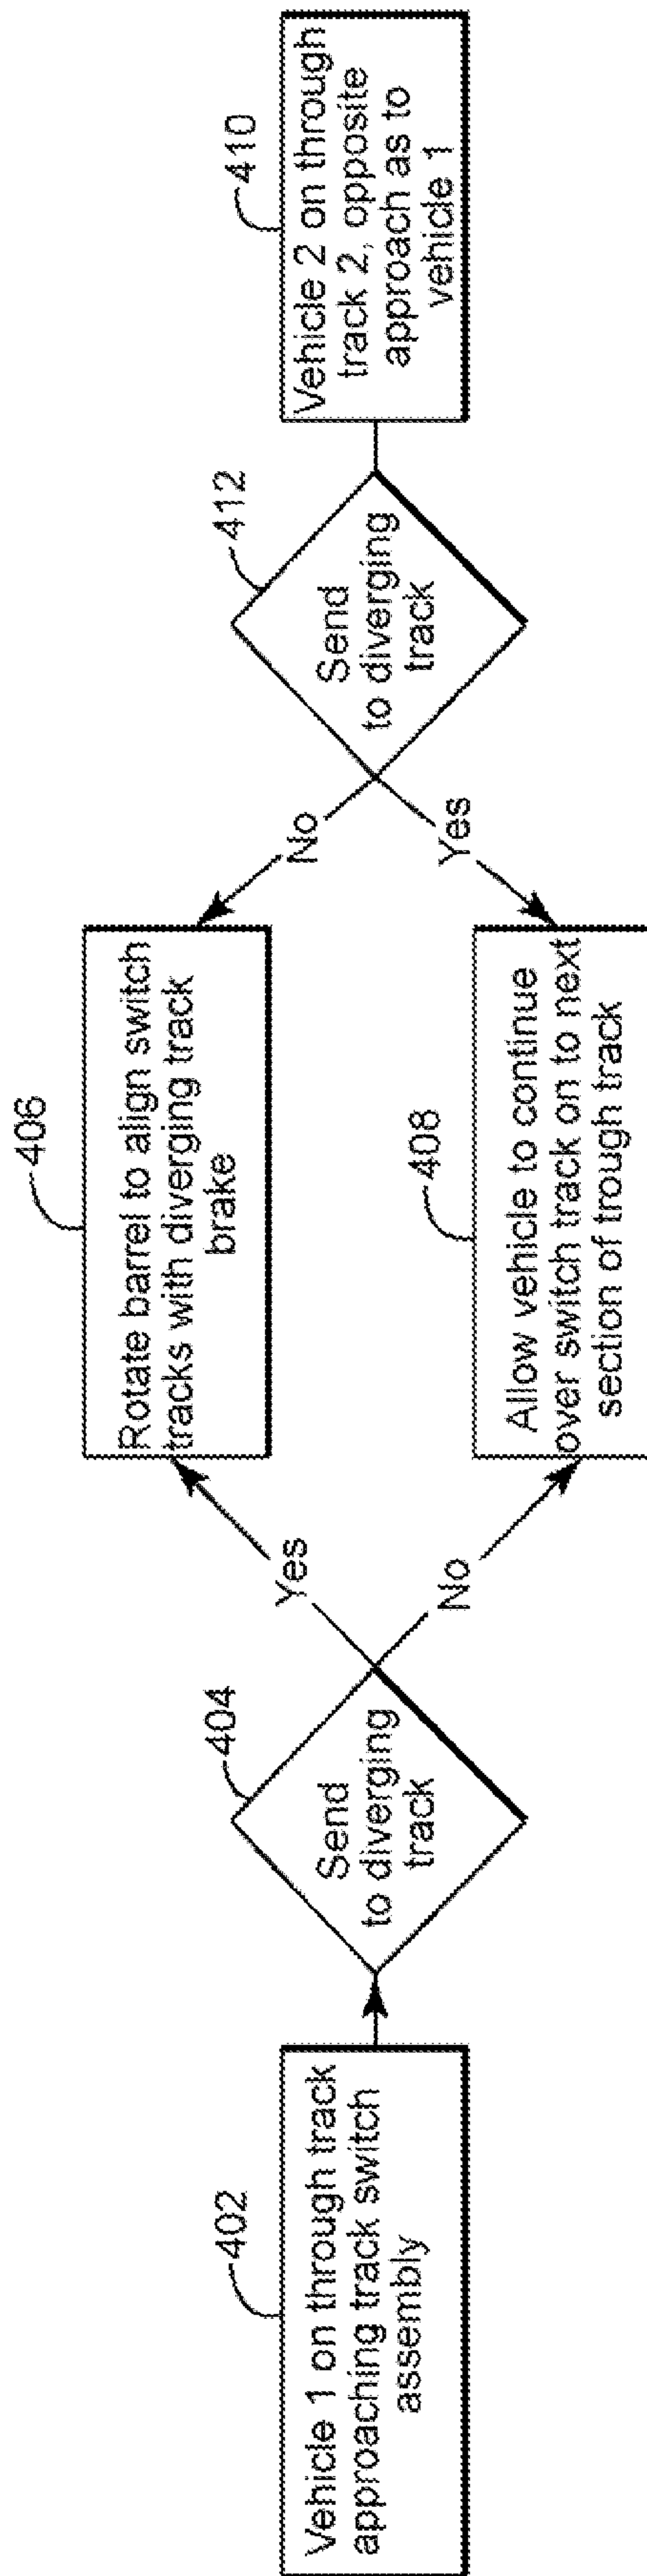 402
Vehicle 1 on through track
approaching track switch
assembly
404
Send
to diverging
track
Yes
No
406
Rotate barrel to align switch
tracks with diverging track
brake
408
Allow vehicle to continue
over switch track on to next
section of trough track
No
Yes
412
Send
to diverging
track
410
Vehicle 2 on through
track 2, opposite
approach as to
vehicle 1